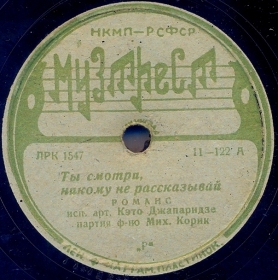 НКМП-РСФСР
МУЗТРЕСТ
ЛРК 1547
11-122 А
Ты смотри,
никому не рассказывай
РОМАНС
исп. арт. Кэто Джапаридзе
партия ф-но Мих. Корик
„Р"